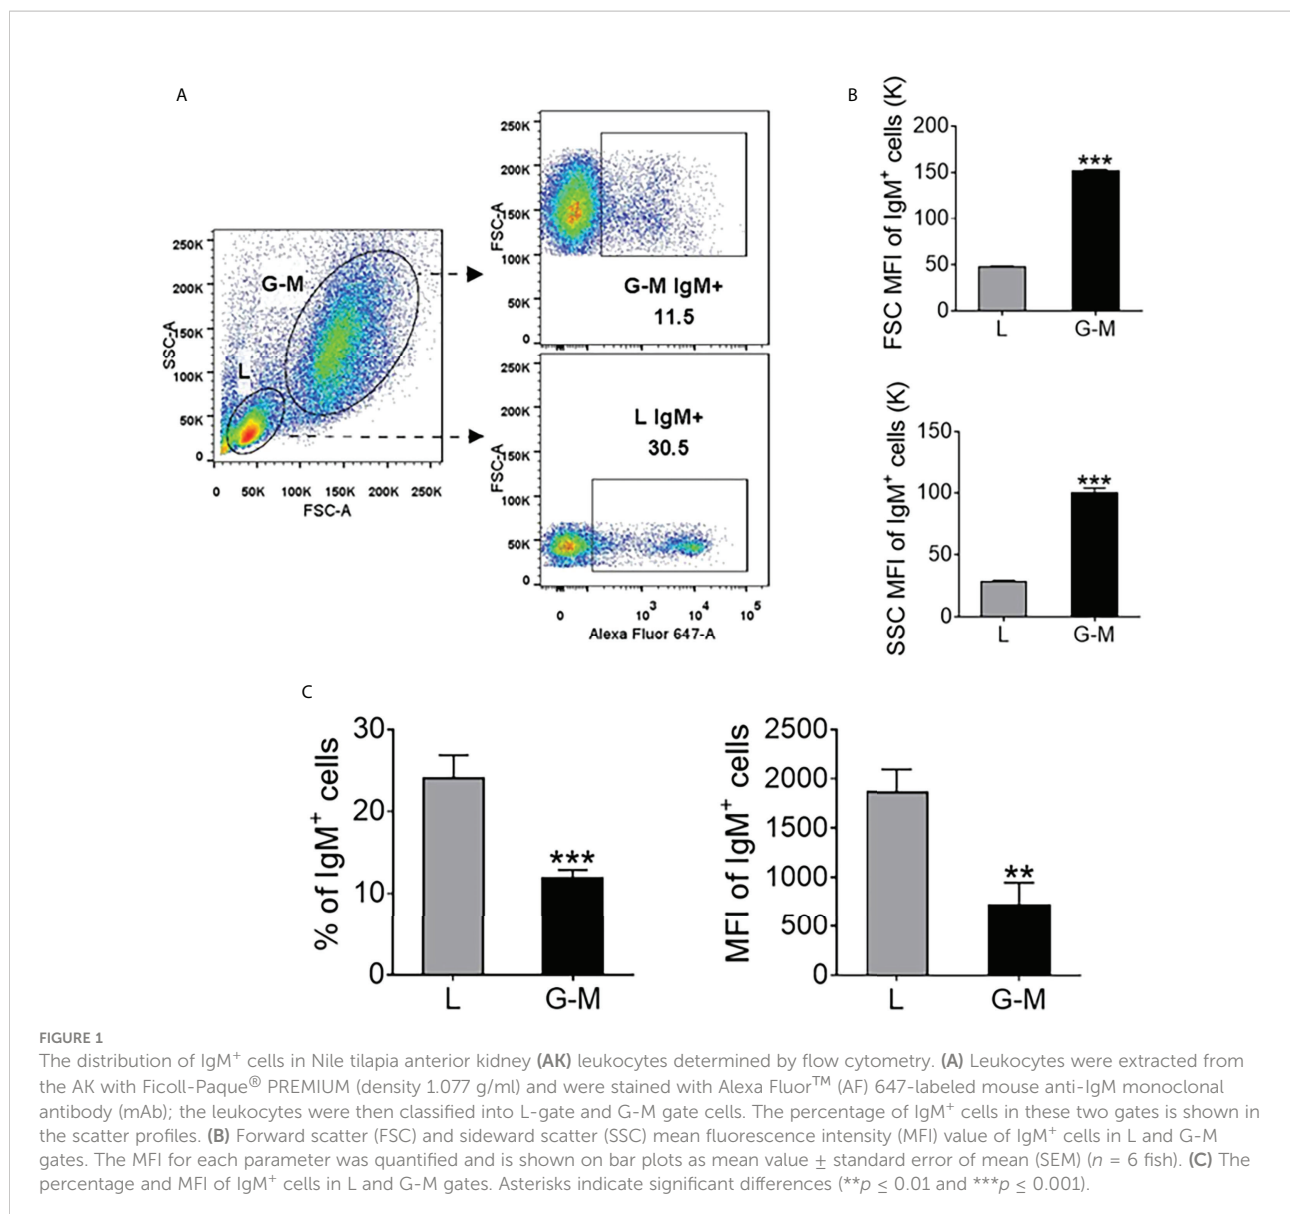 A
250K
200K
150K
100K
50K
0
SSC-A
G-M
L
0 50K 100K 150K 200K 250K
FSC-A
250K
200K
150K
100K
50K
0
FSC-A
G-M IgM+
11.5
250K
200K
150K
100K
50K
0
FSC-A
L IgM+
30.5
0 10³ 10⁴ 10⁵
Alexa Fluor 647-A
B
FSC MFI of IgM⁺ cells (K)
200
150
100
50
0
***
L G-M
SSC MFI of IgM⁺ cells (K)
150
100
50
0
***
L G-M
C
% of IgM⁺ cells
30
20
10
0
***
L G-M
MFI of IgM⁺ cells
2500
2000
1500
1000
500
0
**
L G-M
FIGURE 1
The distribution of IgM⁺ cells in Nile tilapia anterior kidney (AK) leukocytes determined by flow cytometry. (A) Leukocytes were extracted from
the AK with Ficoll-Paque® PREMIUM (density 1.077 g/ml) and were stained with Alexa Fluor™ (AF) 647-labeled mouse anti-IgM monoclonal
antibody (mAb); the leukocytes were then classified into L-gate and G-M gate cells. The percentage of IgM⁺ cells in these two gates is shown in
the scatter profiles. (B) Forward scatter (FSC) and sideward scatter (SSC) mean fluorescence intensity (MFI) value of IgM⁺ cells in L and G-M
gates. The MFI for each parameter was quantified and is shown on bar plots as mean value ± standard error of mean (SEM) (n = 6 fish). (C) The
percentage and MFI of IgM⁺ cells in L and G-M gates. Asterisks indicate significant differences (**p ≤ 0.01 and ***p ≤ 0.001).